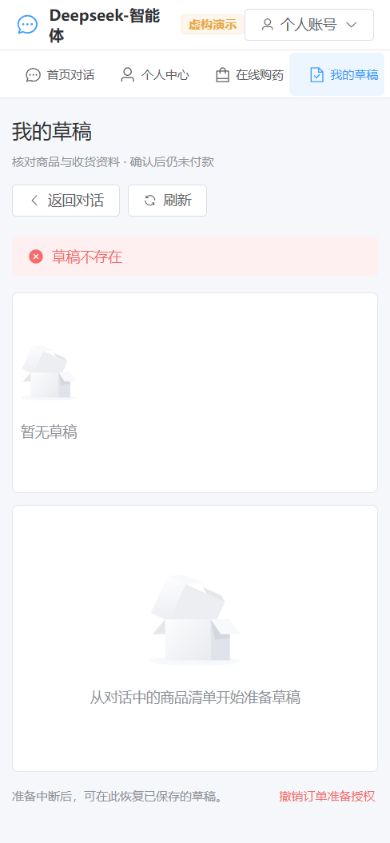 Deepseek-智能体
虚构演示
个人账号
首页对话
个人中心
在线购药
我的草稿
我的草稿
核对商品与收货资料 · 确认后仍未付款
返回对话
刷新
草稿不存在
暂无草稿
从对话中的商品清单开始准备草稿
准备中断后，可在此恢复已保存的草稿。
撤销订单准备授权